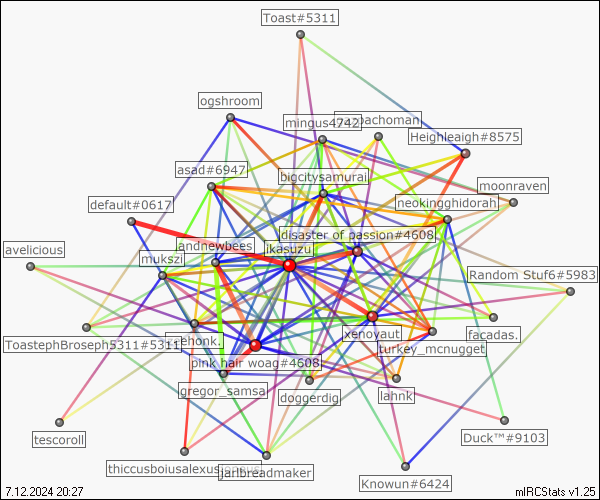 Toast#5311
ogshroom
mingus4742
pachoman
Heighleaigh#8575
asad#6947
bigcitysamurai
moonraven
default#0617
neokingghidorah
disaster of passion#4608
andnewbees
ikasuzu
avelicious
mukszi
Random Stuf6#5983
ToastephBroseph5311#5311
rehonk.
xenoyaut
facadas.
turkey_mcnugget
pink hair woag#4608
gregor_samsa
doggerdig
lahnk
tescoroll
Duck™#9103
thiccusboiusalexus
jarlbreadmaker
Knowun#6424
7.12.2024 20:27
mIRCStats v1.25